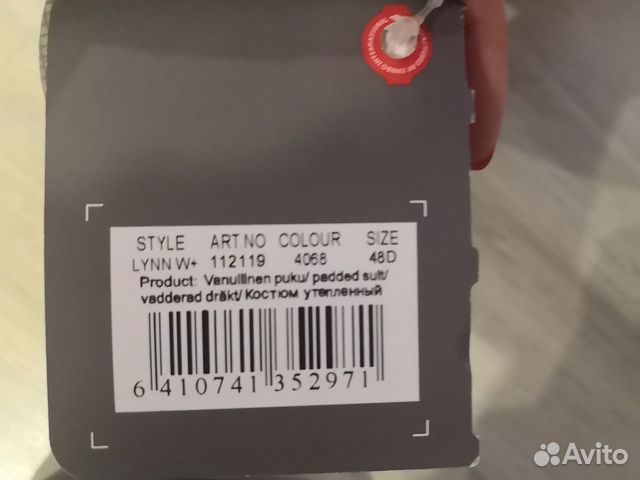 STYLE ART.NO COLOUR SIZE
LYNN W+ 112119 4068 48D
Product: Vanullinen puku/ padded suit/
vadderad dräkt/ Костюм утепленный
6 410741 352971
Avito